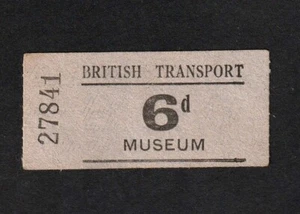 27841
BRITISH TRANSPORT
6d
MUSEUM